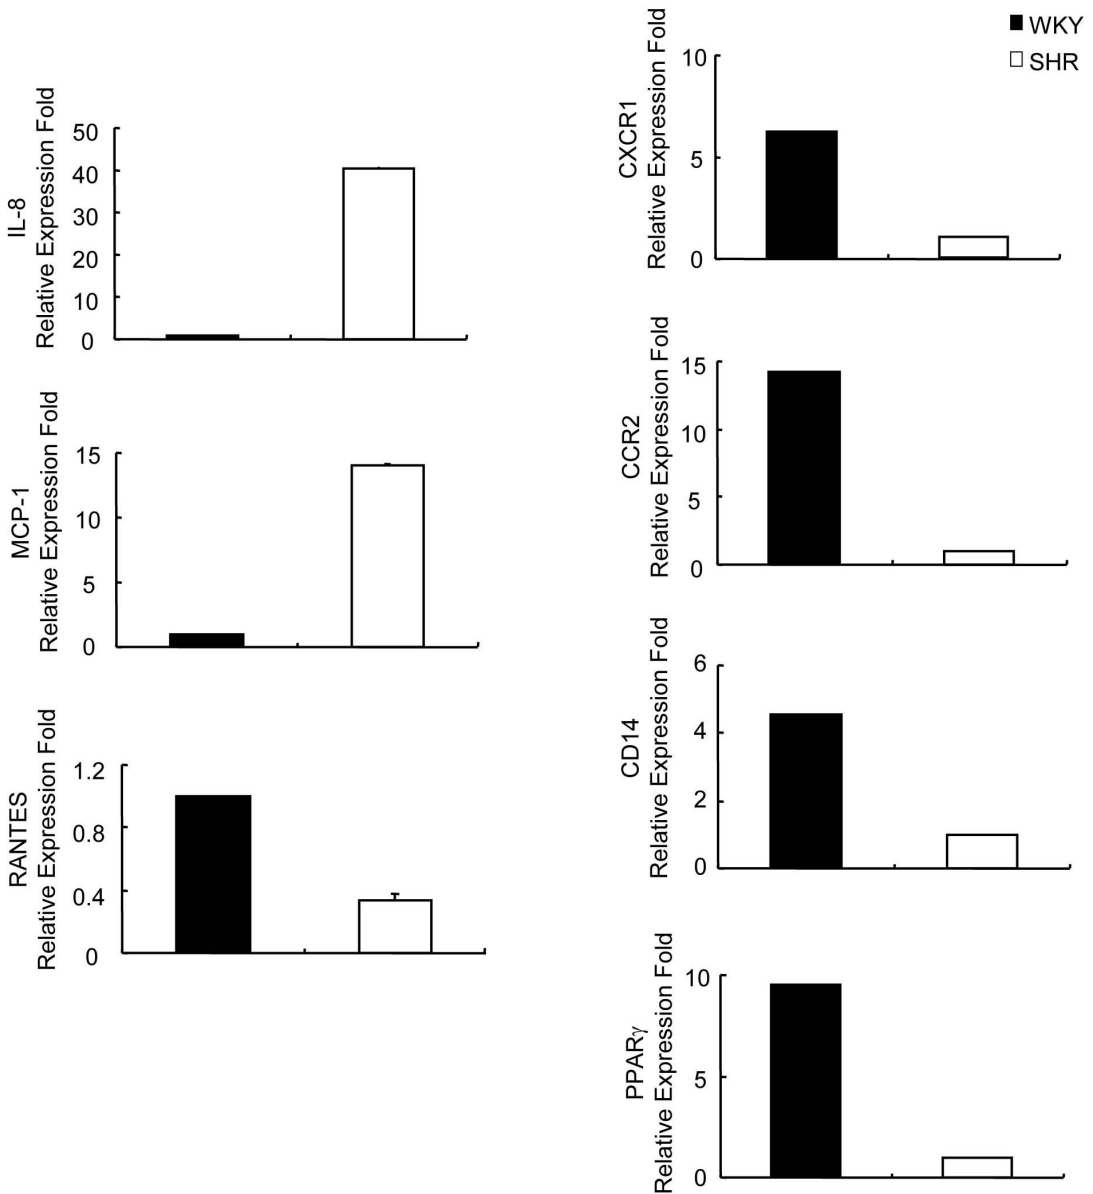 WKY
SHR
IL-8
Relative Expression Fold
50
40
30
20
10
0
MCP-1
Relative Expression Fold
15
10
5
0
RANTES
Relative Expression Fold
1.2
0.8
0.4
0
CXCR1
Relative Expression Fold
10
5
0
CCR2
Relative Expression Fold
15
10
5
0
CD14
Relative Expression Fold
6
4
2
0
PPARγ
Relative Expression Fold
10
5
0